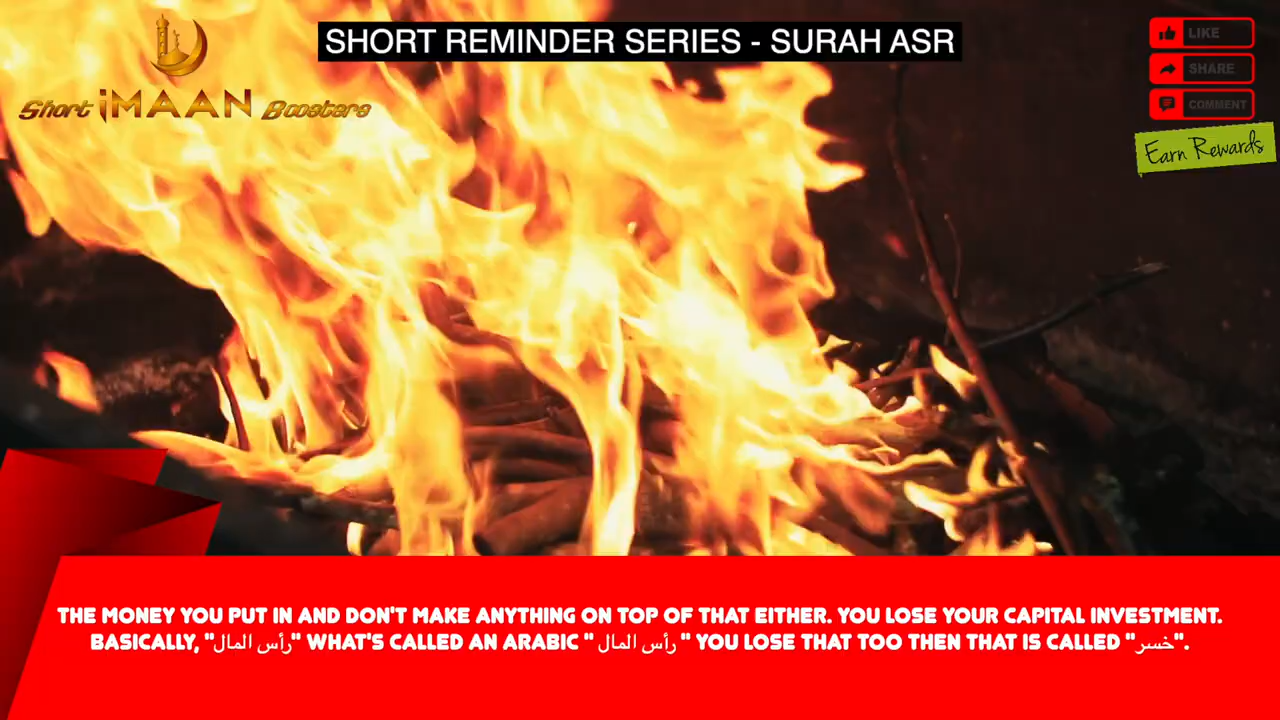 SHORT REMINDER SERIES - SURAH ASR
Short iMAAN Boosters
LIKE
SHARE
COMMENT
Earn Rewards
THE MONEY YOU PUT IN AND DON'T MAKE ANYTHING ON TOP OF THAT EITHER. YOU LOSE YOUR CAPITAL INVESTMENT.
BASICALLY, "رأس المال" WHAT'S CALLED AN ARABIC " رأس المال " YOU LOSE THAT TOO THEN THAT IS CALLED "خسر".